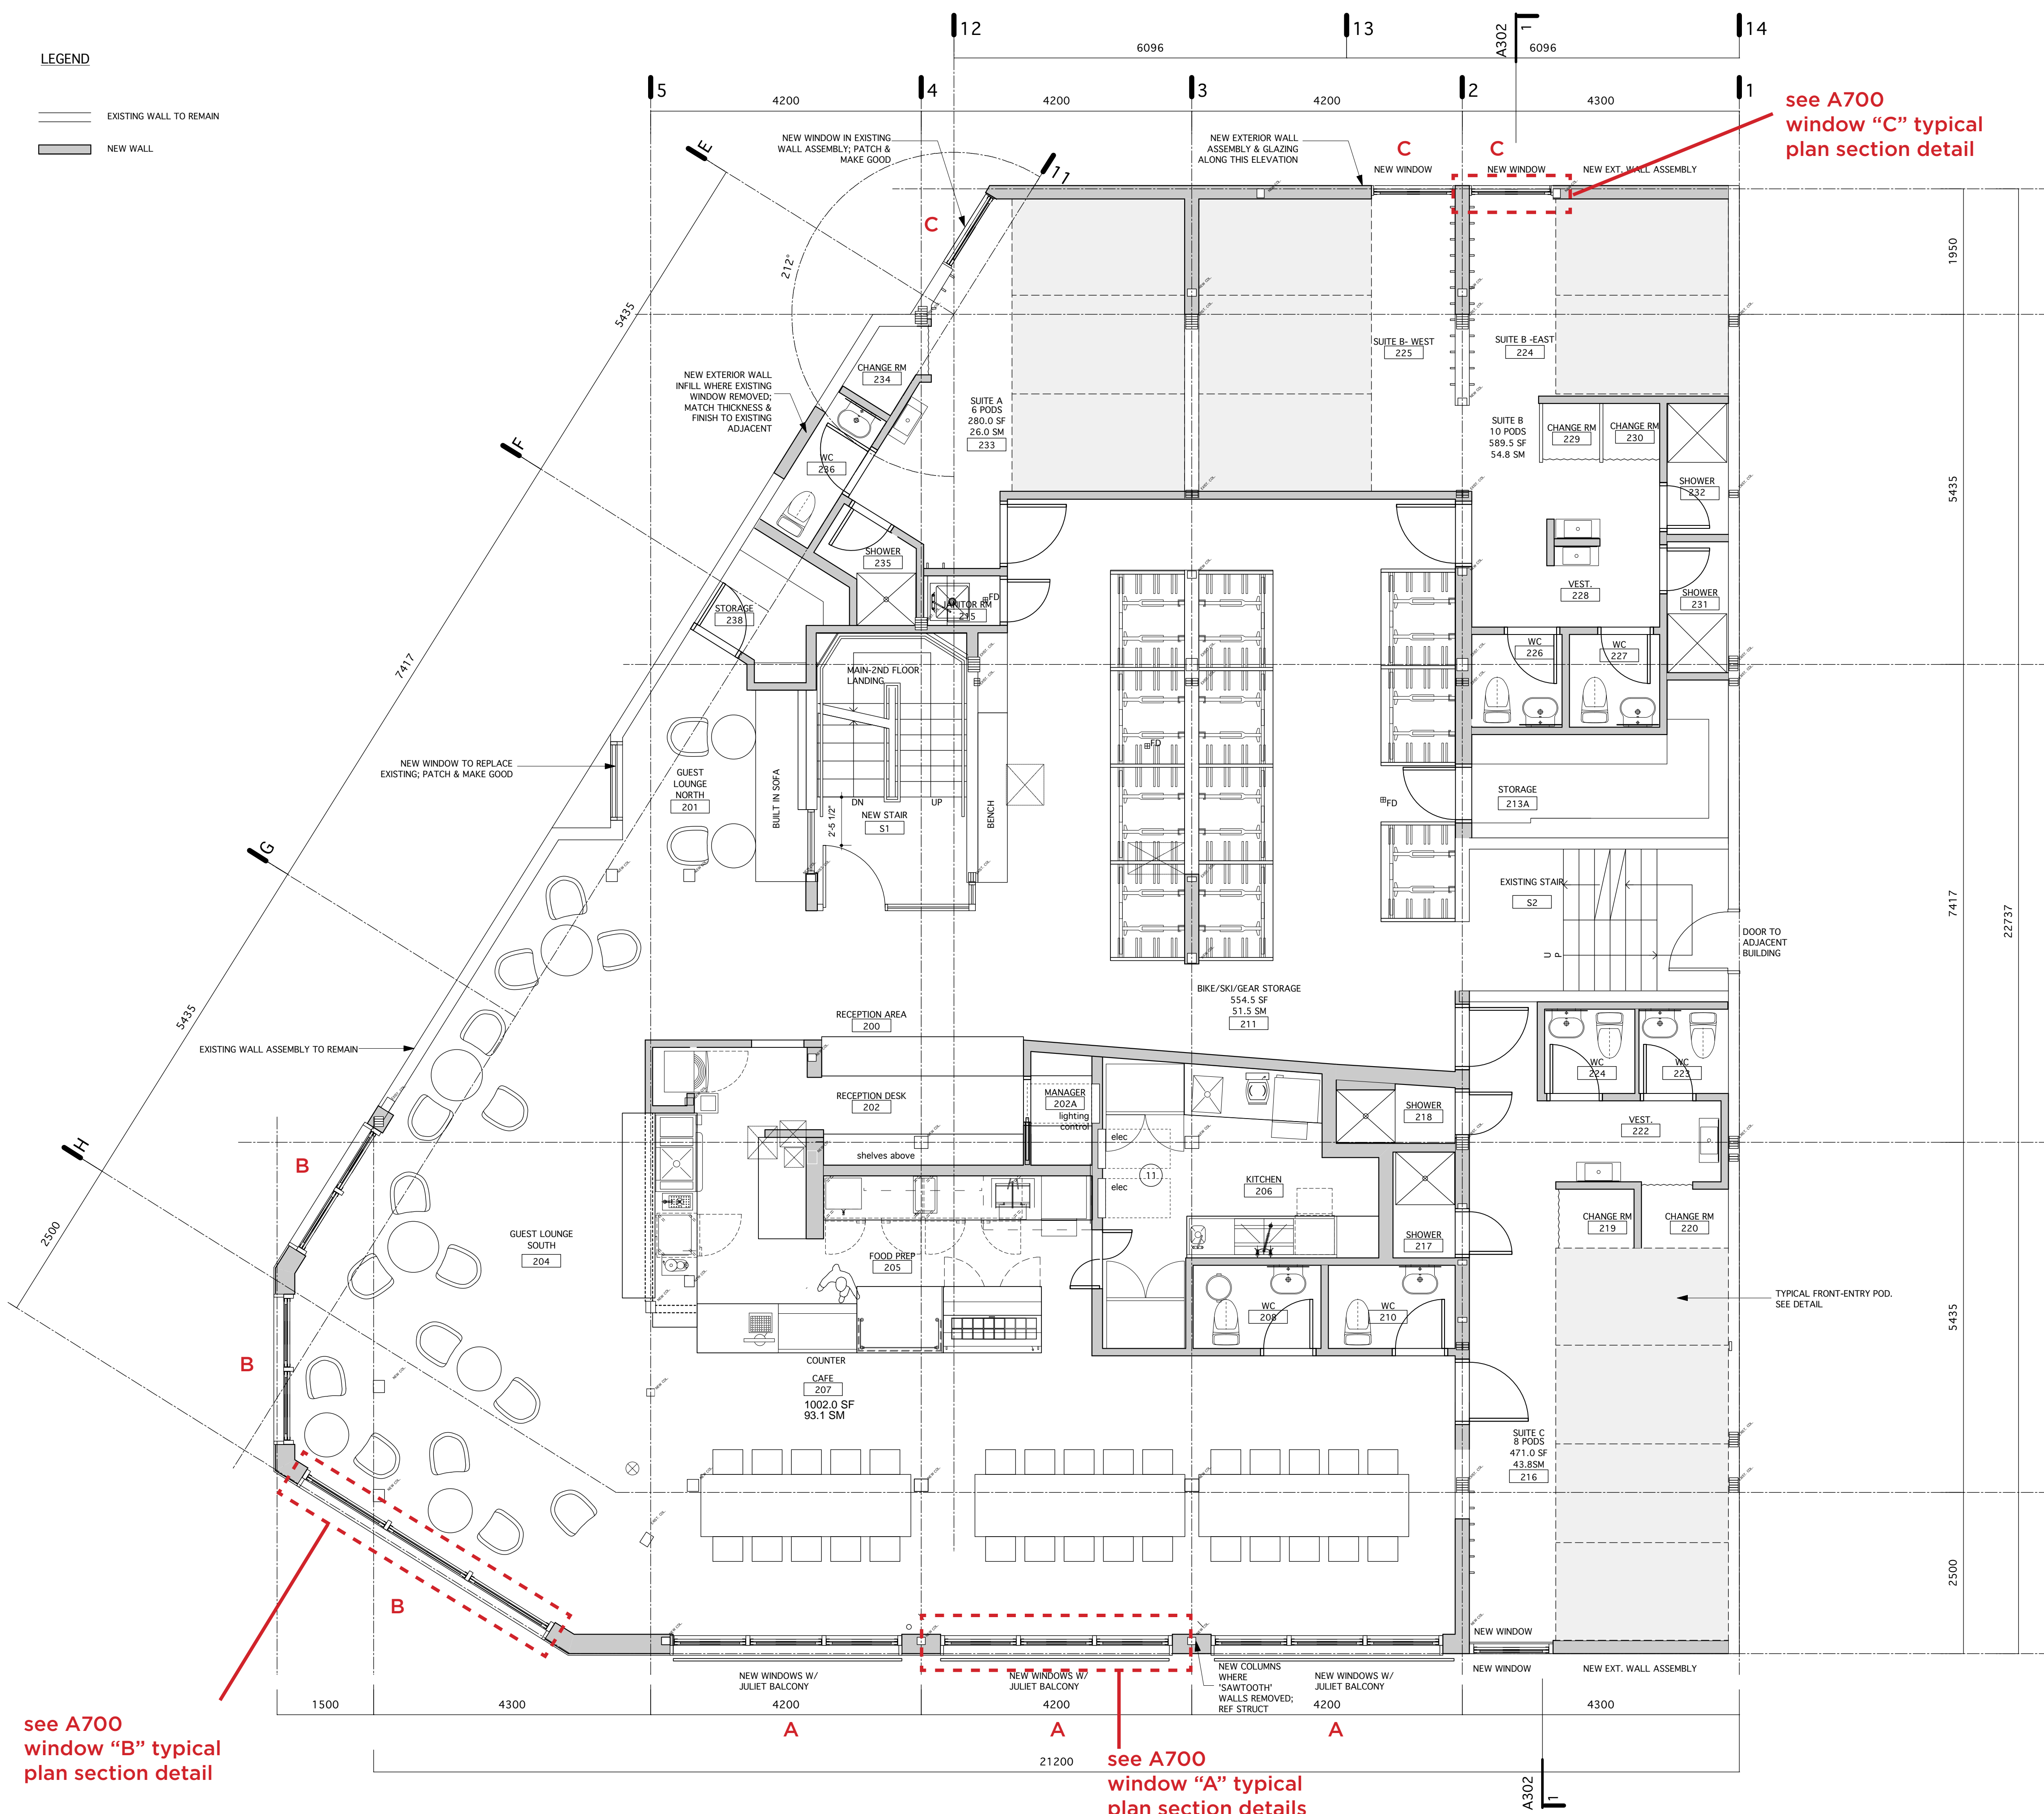 LEGEND
EXISTING WALL TO REMAIN
NEW WALL
12
13
14
A302
1
6096
6096
5
4
3
2
1
4200
4200
4200
4300
see A700
window “C” typical
plan section detail
E
11
NEW WINDOW IN EXISTING
WALL ASSEMBLY; PATCH &
MAKE GOOD
NEW EXTERIOR WALL
ASSEMBLY & GLAZING
ALONG THIS ELEVATION
C
NEW WINDOW
C
NEW WINDOW
NEW EXT. WALL ASSEMBLY
C
212°
5435
1950
CHANGE RM
234
SUITE B- WEST
225
SUITE B -EAST
224
NEW EXTERIOR WALL
INFILL WHERE EXISTING
WINDOW REMOVED;
MATCH THICKNESS &
FINISH TO EXISTING
ADJACENT
SUITE A
6 PODS
280.0 SF
26.0 SM
233
SUITE B
10 PODS
589.5 SF
54.8 SM
CHANGE RM
229
CHANGE RM
230
F
WC
236
SHOWER
232
5435
SHOWER
235
JANITOR RM
215
FD
STORAGE
238
VEST.
228
SHOWER
231
WC
226
WC
227
7417
MAIN-2ND FLOOR
LANDING
FD
NEW WINDOW TO REPLACE
EXISTING; PATCH & MAKE GOOD
GUEST
LOUNGE
NORTH
201
BUILT IN SOFA
DN
UP
NEW STAIR
S1
2'-5 1/2"
BENCH
FD
STORAGE
213A
G
EXISTING STAIR
S2
UP
7417
22737
DOOR TO
ADJACENT
BUILDING
5435
EXISTING WALL ASSEMBLY TO REMAIN
RECEPTION AREA
200
BIKE/SKI/GEAR STORAGE
554.5 SF
51.5 SM
211
RECEPTION DESK
202
MANAGER
202A
lighting
control
shelves above
elec
elec
11
SHOWER
218
WC
224
WC
223
VEST.
222
H
B
2500
KITCHEN
206
SHOWER
217
CHANGE RM
219
CHANGE RM
220
GUEST LOUNGE
SOUTH
204
FOOD PREP
205
WC
208
WC
210
TYPICAL FRONT-ENTRY POD.
SEE DETAIL
5435
B
COUNTER
CAFE
207
1002.0 SF
93.1 SM
SUITE C
8 PODS
471.0 SF
43.8SM
216
B
2500
NEW WINDOW
NEW WINDOWS W/
JULIET BALCONY
NEW WINDOWS W/
JULIET BALCONY
NEW COLUMNS
WHERE
'SAWTOOTH'
WALLS REMOVED;
REF STRUCT
NEW WINDOWS W/
JULIET BALCONY
NEW WINDOW
NEW EXT. WALL ASSEMBLY
1500
4300
4200
4200
4200
4300
A
A
A
see A700
window “B” typical
plan section detail
21200
see A700
window “A” typical
plan section details
A302
1